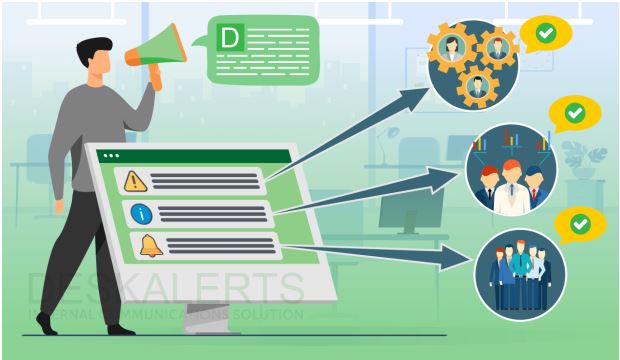 D
DESKALERTS
INTERNAL COMMUNICATIONS SOLUTION